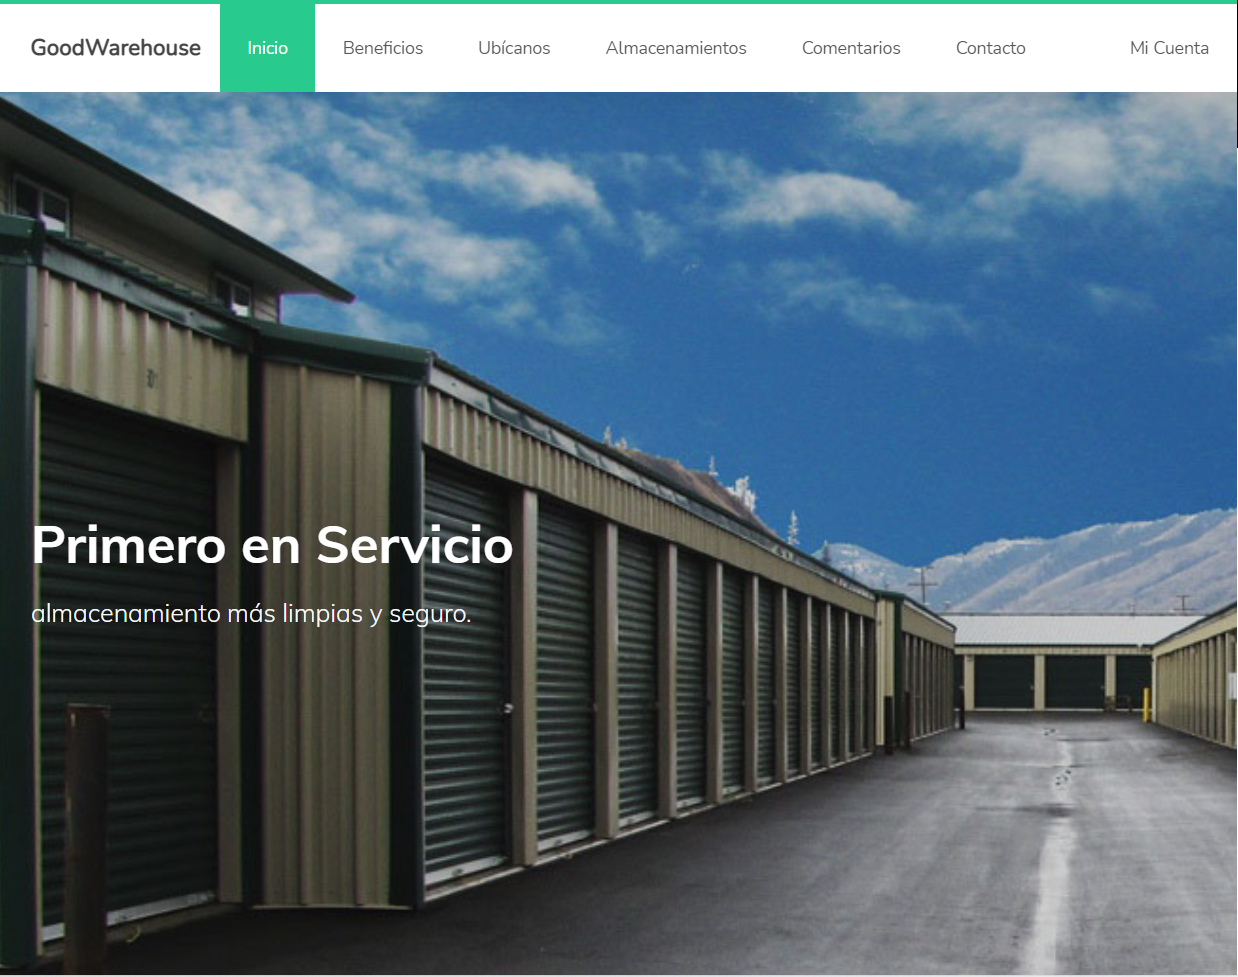 GoodWarehouse Inicio Beneficios Ubícanos Almacenamientos Comentarios Contacto Mi Cuenta
Primero en Servicio
almacenamiento más limpias y seguro.